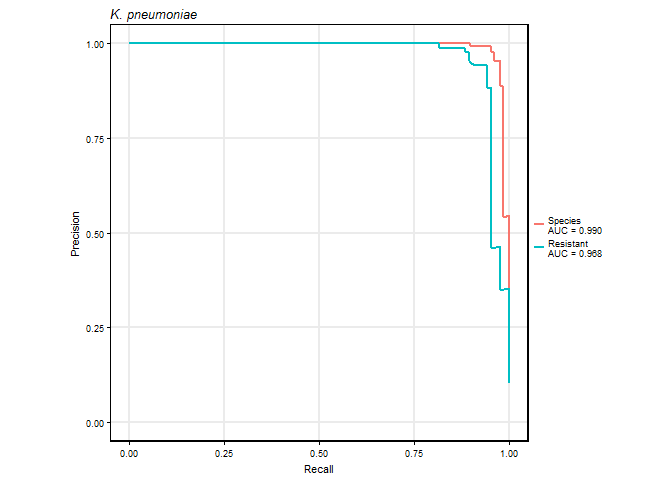 K. pneumoniae
1.00
0.75
0.50
0.25
0.00
Precision
0.00 0.25 0.50 0.75 1.00
Recall
Species
AUC = 0.990
Resistant
AUC = 0.968